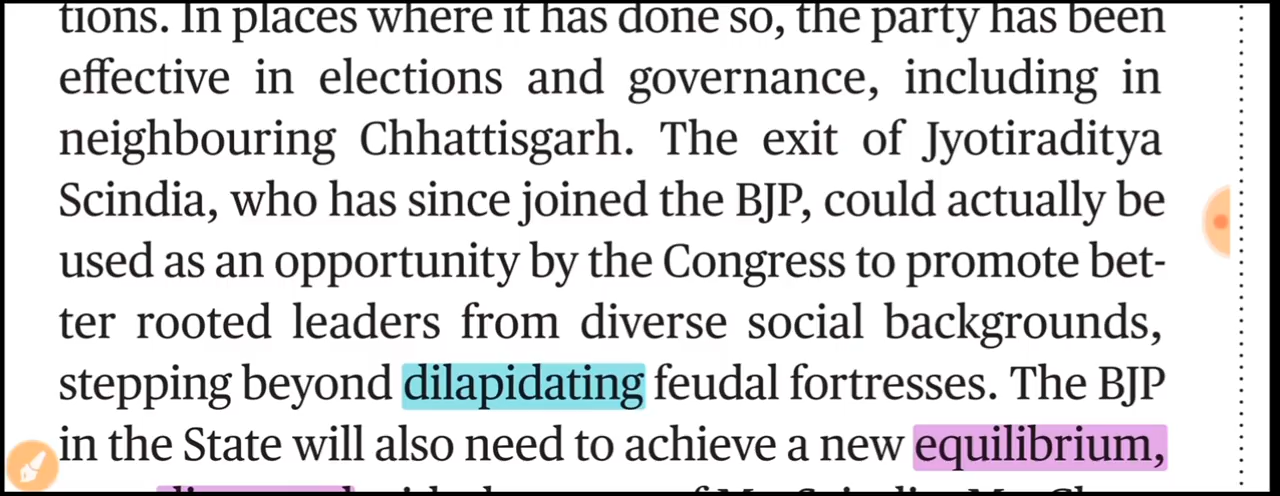 tions. In places where it has done so, the party has been
effective in elections and governance, including in
neighbouring Chhattisgarh. The exit of Jyotiraditya
Scindia, who has since joined the BJP, could actually be
used as an opportunity by the Congress to promote bet-
ter rooted leaders from diverse social backgrounds,
stepping beyond dilapidating feudal fortresses. The BJP
in the State will also need to achieve a new equilibrium,